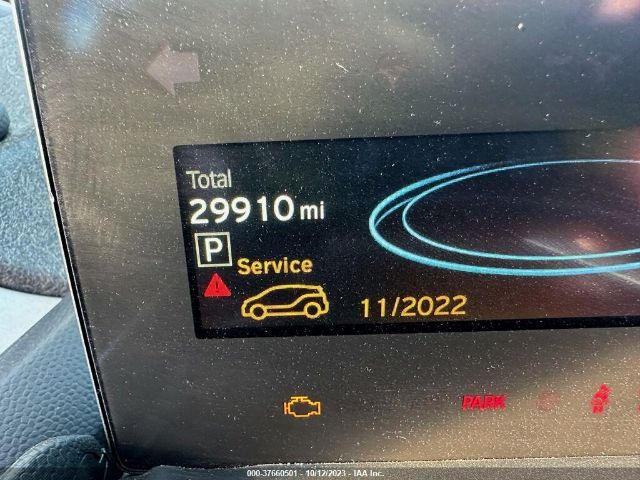 Total
29910 mi
P
Service
11/2022
PARK
000-37660501 - 10/12/2023 - IAA Inc.